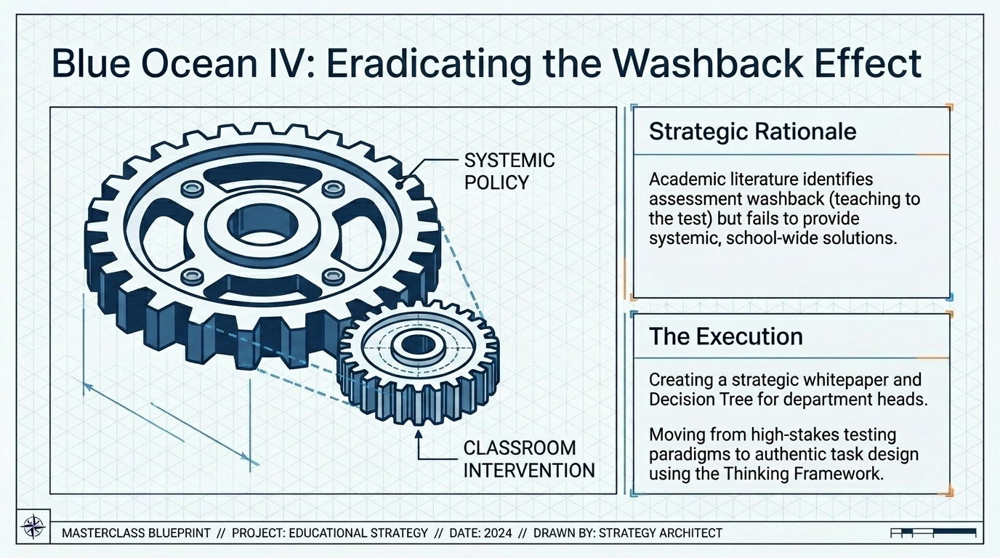 Blue Ocean IV: Eradicating the Washback Effect
SYSTEMIC
POLICY
CLASSROOM
INTERVENTION
Strategic Rationale
Academic literature identifies
assessment washback (teaching to
the test) but fails to provide
systemic, school-wide solutions.
The Execution
Creating a strategic whitepaper and
Decision Tree for department heads.
Moving from high-stakes testing
paradigms to authentic task design
using the Thinking Framework.
MASTERCLASS BLUEPRINT // PROJECT: EDUCATIONAL STRATEGY // DATE: 2024 // DRAWN BY: STRATEGY ARCHITECT